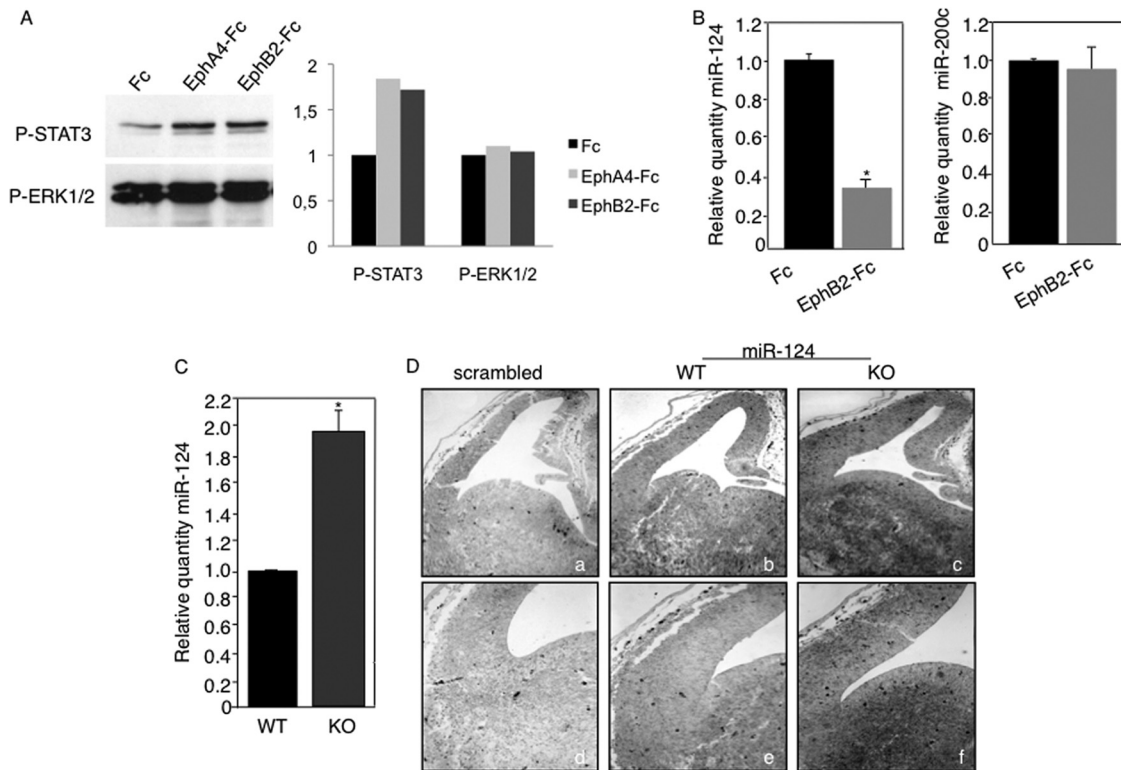 A
Fc
EphA4-Fc
EphB2-Fc
P-STAT3
P-ERK1/2
2
1,5
1
0,5
0
P-STAT3
P-ERK1/2
Fc
EphA4-Fc
EphB2-Fc
B
Relative quantity miR-124
1.2
1.0
0.8
0.6
0.4
0.2
0
*
Fc
EphB2-Fc
Relative quantity miR-200c
1.2
1.0
0.8
0.6
0.4
0.2
0
Fc
EphB2-Fc
C
Relative quantity miR-124
2.2
2.0
1.8
1.6
1.4
1.2
1.0
0.8
0.6
0.4
0.2
0
*
WT
KO
D
miR-124
scrambled
WT
KO
a
b
c
d
e
f